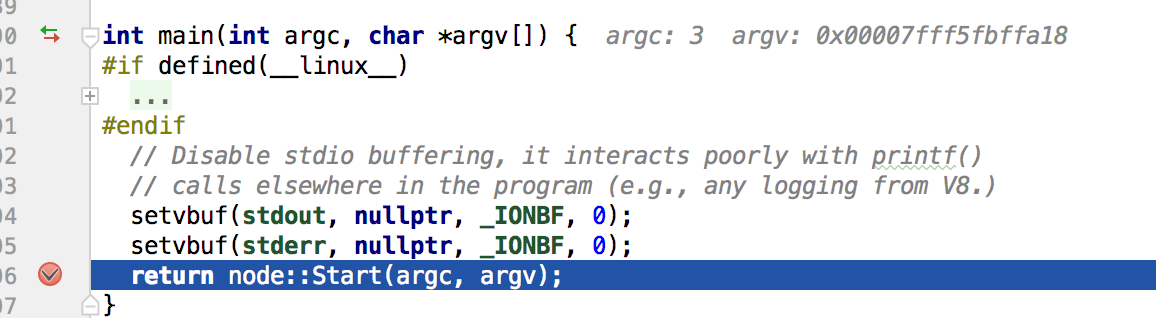 39
00 int main(int argc, char *argv[]) {  argc: 3  argv: 0x00007fff5fbffa18
01 #if defined(__linux__)
02   ...
01 #endif
02   // Disable stdio buffering, it interacts poorly with printf()
03   // calls elsewhere in the program (e.g., any logging from V8.)
04   setvbuf(stdout, nullptr, _IONBF, 0);
05   setvbuf(stderr, nullptr, _IONBF, 0);
06   return node::Start(argc, argv);
07 }